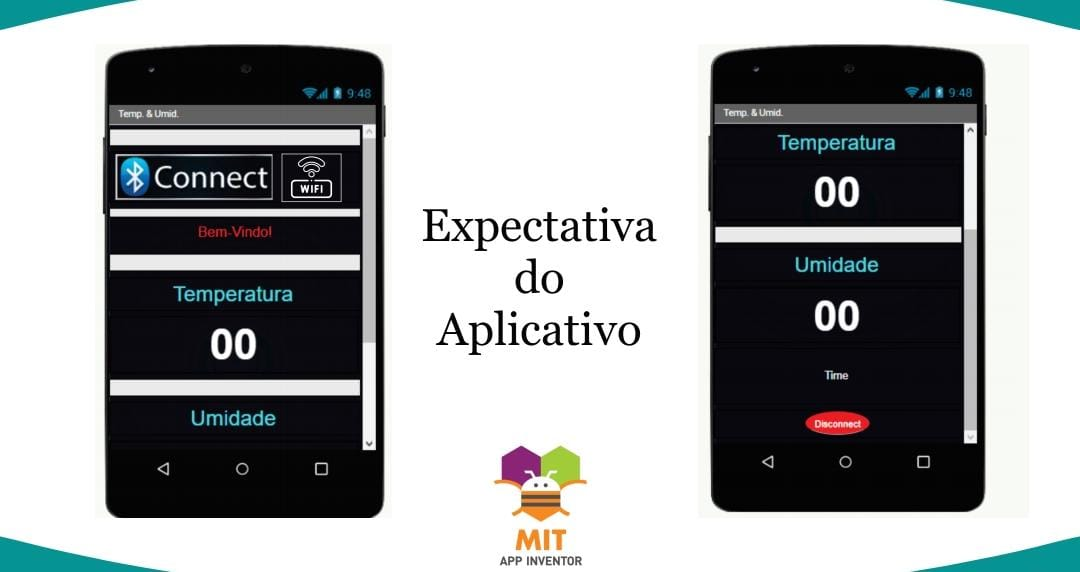 9:48
Temp. & Umid.
Connect
WIFI
Bem-Vindo!
Temperatura
00
Umidade
Expectativa
do
Aplicativo
MIT
APP INVENTOR
9:48
Temp. & Umid.
Temperatura
00
Umidade
00
Time
Disconnect